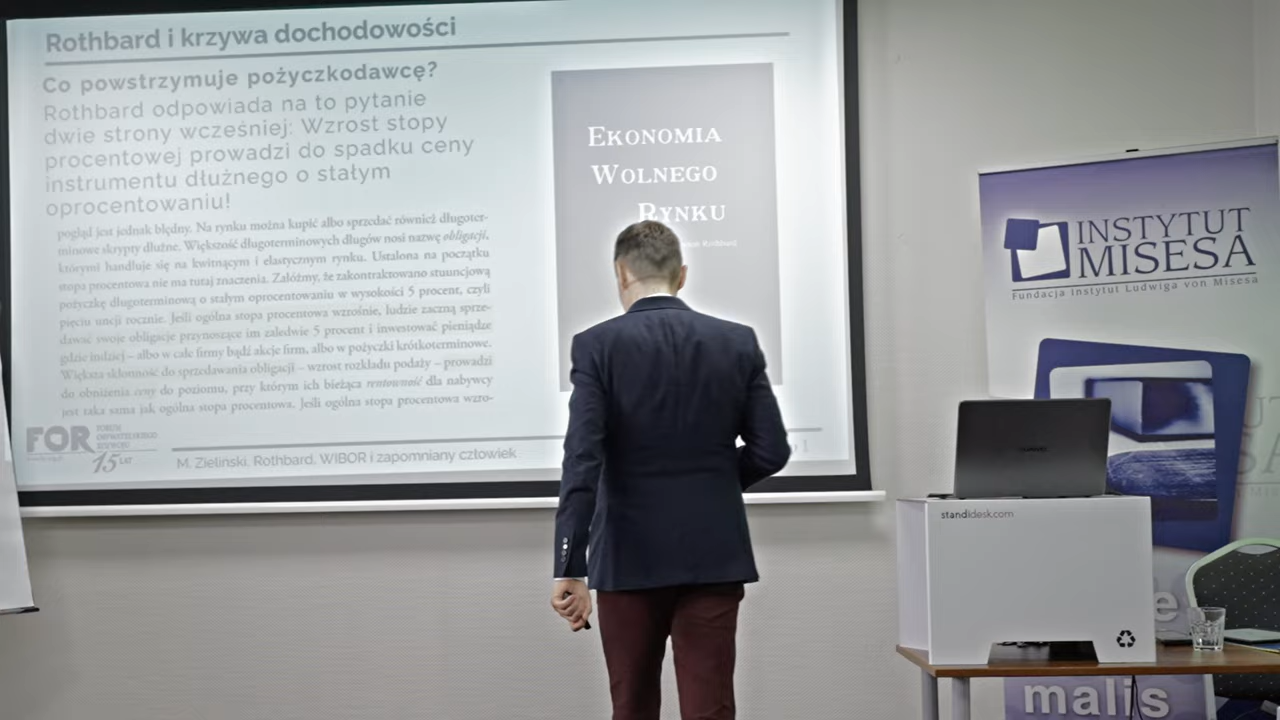 Rothbard i krzywa dochodowości
Co powstrzymuje pożyczkodawcę?
Rothbard odpowiada na to pytanie
dwie strony wcześniej: Wzrost stopy
procentowej prowadzi do spadku ceny
instrumentu dłużnego o stałym
oprocentowaniu!
pogląd jest jednak błędny. Na rynku można kupić albo sprzedać również długoter-
minowe skrypty dłużne. Większość długoterminowych długów nosi nazwę obligacji,
którymi handluje się na kwitnącym i elastycznym rynku. Ustalona na początku
stopa procentowa nie ma tutaj znaczenia. Załóżmy, że zakontraktowano stuuncjową
pożyczkę długoterminową o stałym oprocentowaniu w wysokości 5 procent, czyli
pięciu uncji rocznie. Jeśli ogólna stopa procentowa wzrośnie, ludzie zaczną sprze-
dawać swoje obligacje przynoszące im zaledwie 5 procent i inwestować pieniądze
gdzie indziej – albo w całe firmy bądź akcje firm, albo w pożyczki krótkoterminowe.
Większa skłonność do sprzedawania obligacji – wzrost rozkładu podaży – prowadzi
do obniżenia ceny do poziomu, przy którym ich bieżąca rentowność dla nabywcy
jest taka sama jak ogólna stopa procentowa. Jeśli ogólna stopa procentowa wzro-
FOR
FORUM
OBYWATELSKIEGO
ROZWOJU
15 LAT
M. Zieliński, Rothbard, WIBOR i zapomniany człowiek
EKONOMIA
WOLNEGO
RYNKU
Rothbard
INSTYTUT
MISESA
Fundacja Instytut Ludwiga von Misesa
standidesk.com
e
malis